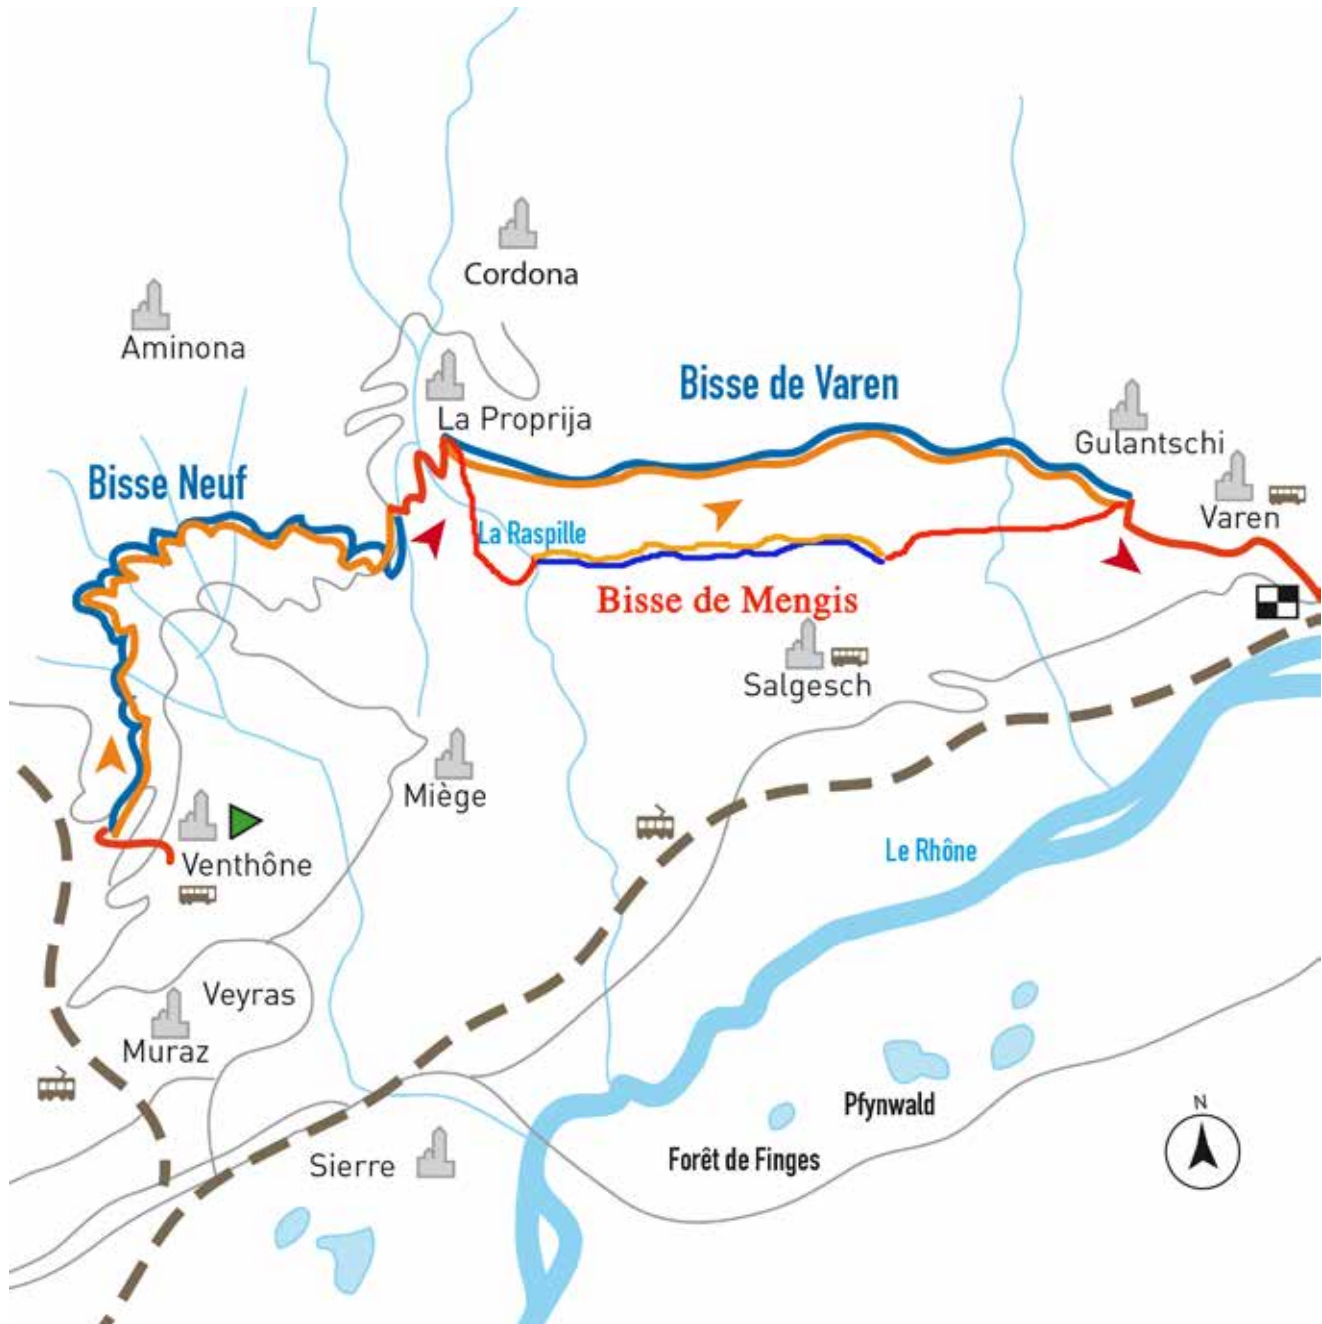 Cordona
Aminona
Bisse de Varen
La Proprija
Gulantschi
Bisse Neuf
Varen
La Raspille
Bisse de Mengis
Salgesch
Miège
Le Rhône
Venthône
Veyras
Muraz
Pfynwald
N
Forêt de Finges
Sierre